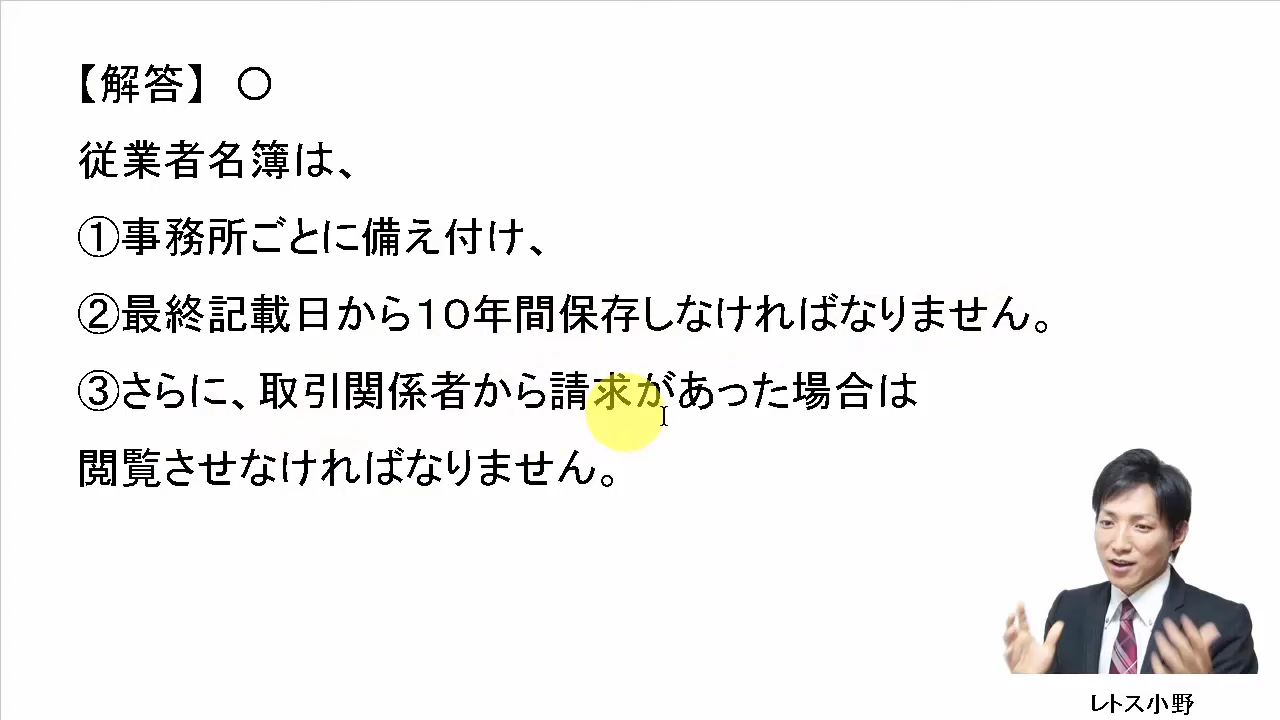 【解答】 ○
従業者名簿は、
①事務所ごとに備え付け、
②最終記載日から１０年間保存しなければなりません。
③さらに、取引関係者から請求があった場合は
閲覧させなければなりません。
レトス小野